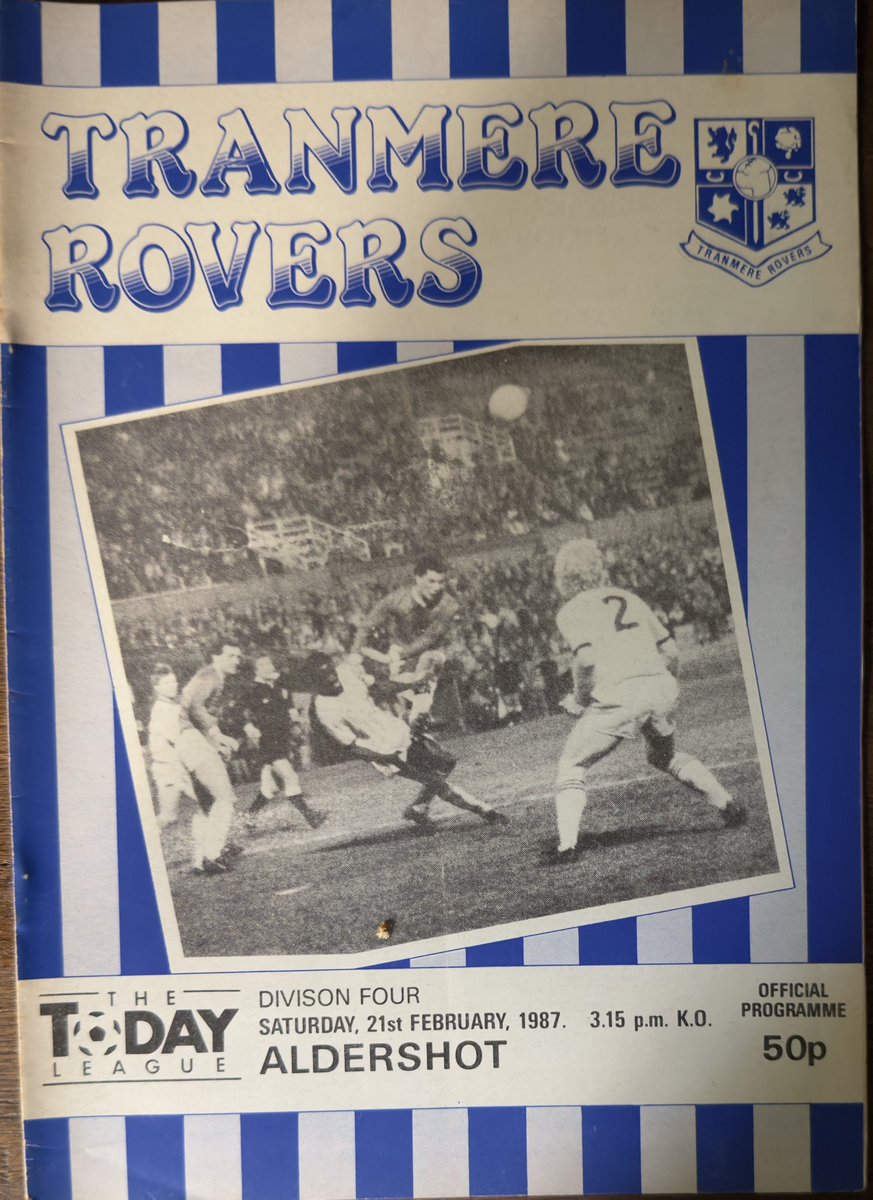 TRANMERE
ROVERS
TRANMERE ROVERS
2
THE
TODAY
LEAGUE
DIVISON FOUR
SATURDAY, 21st FEBRUARY, 1987. 3.15 p.m. K.O.
ALDERSHOT
OFFICIAL
PROGRAMME
50p